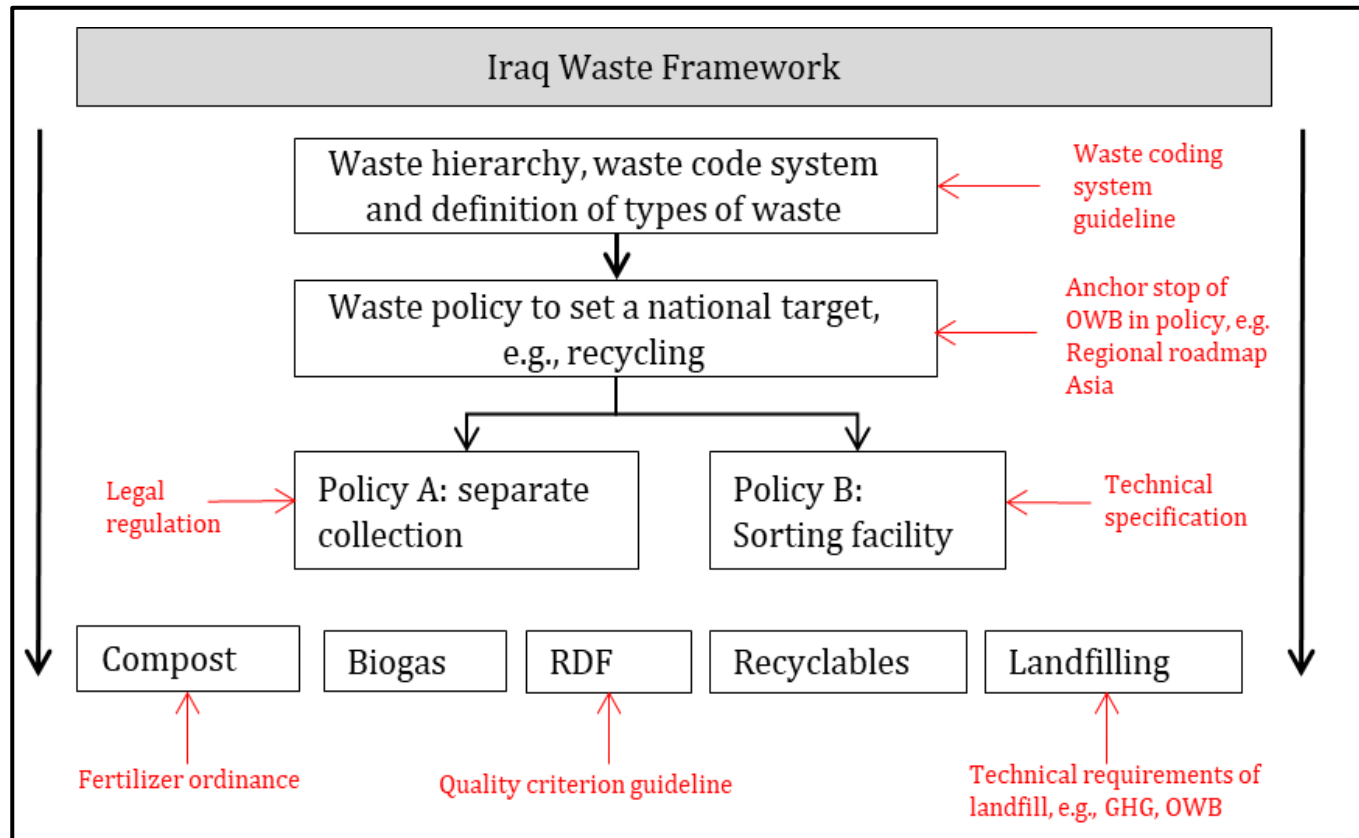 Iraq Waste Framework
Waste hierarchy, waste code system
and definition of types of waste
Waste coding
system
guideline
Waste policy to set a national target,
e.g., recycling
Anchor stop of
OWB in policy, e.g.
Regional roadmap
Asia
Legal
regulation
Policy A: separate
collection
Policy B:
Sorting facility
Technical
specification
Compost
Biogas
RDF
Recyclables
Landfilling
Fertilizer ordinance
Quality criterion guideline
Technical requirements of
landfill, e.g., GHG, OWB